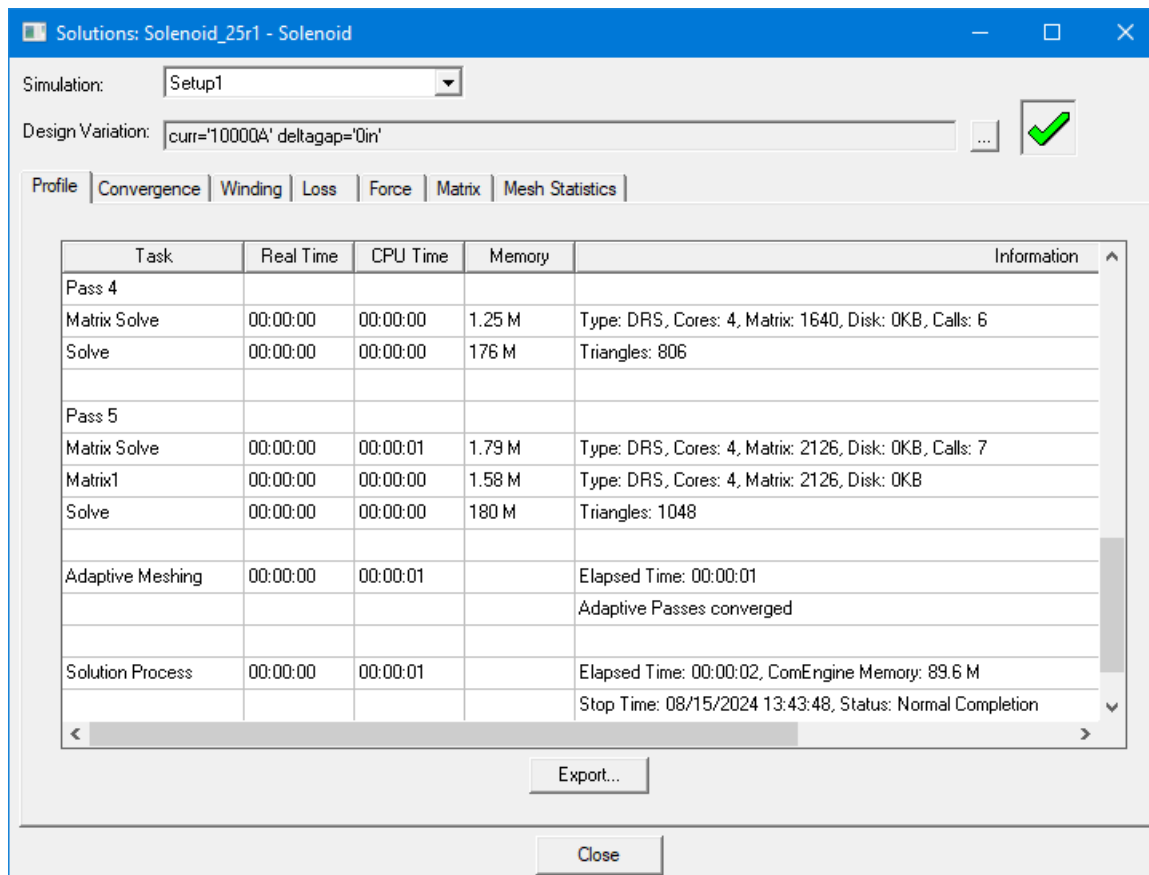 Solutions: Solenoid_25r1 - Solenoid
Simulation: Setup1
Design Variation: curr='10000A' deltagap='0in' ...
Profile Convergence Winding Loss Force Matrix Mesh Statistics
Task Real Time CPU Time Memory Information
Pass 4
Matrix Solve 00:00:00 00:00:00 1.25 M Type: DRS, Cores: 4, Matrix: 1640, Disk: 0KB, Calls: 6
Solve 00:00:00 00:00:00 176 M Triangles: 806
Pass 5
Matrix Solve 00:00:00 00:00:01 1.79 M Type: DRS, Cores: 4, Matrix: 2126, Disk: 0KB, Calls: 7
Matrix1 00:00:00 00:00:00 1.58 M Type: DRS, Cores: 4, Matrix: 2126, Disk: 0KB
Solve 00:00:00 00:00:00 180 M Triangles: 1048
Adaptive Meshing 00:00:00 00:00:01 Elapsed Time: 00:00:01
Adaptive Passes converged
Solution Process 00:00:00 00:00:01 Elapsed Time: 00:00:02, ComEngine Memory: 89.6 M
Stop Time: 08/15/2024 13:43:48, Status: Normal Completion
Export...
Close